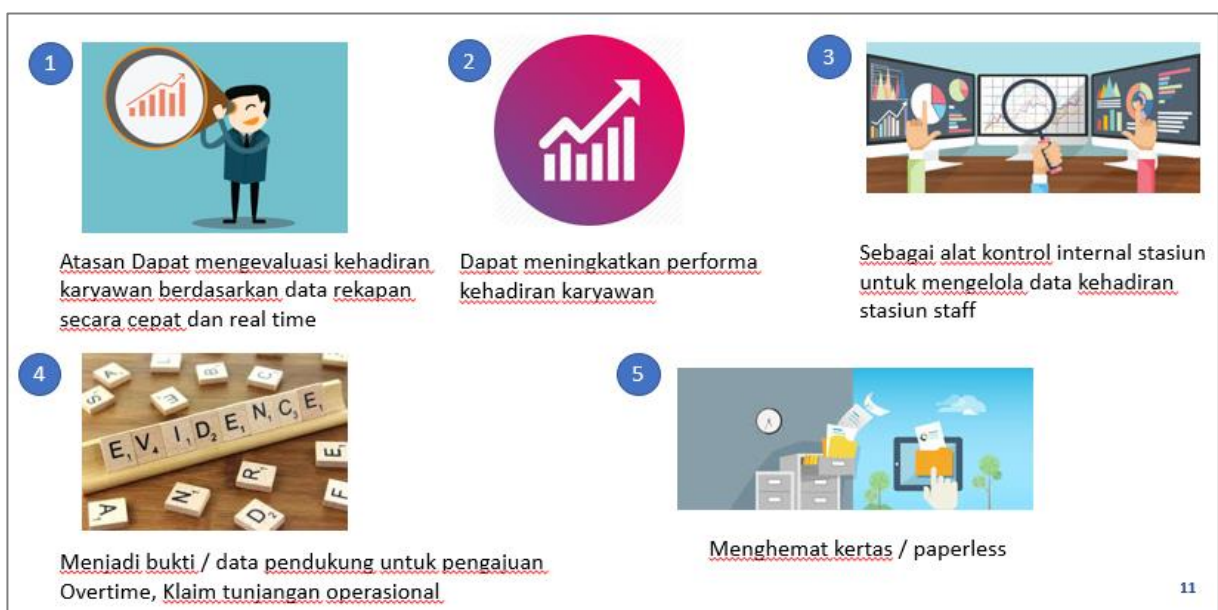 1
Atasan Dapat mengevaluasi kehadiran
karyawan berdasarkan data rekapan
secara cepat dan real time
2
Dapat meningkatkan performa
kehadiran karyawan
3
Sebagai alat kontrol internal stasiun
untuk mengelola data kehadiran
stasiun staff
4
EVIDENCE
Menjadi bukti / data pendukung untuk pengajuan
Overtime, Klaim tunjangan operasional
5
Menghemat kertas / paperless
11